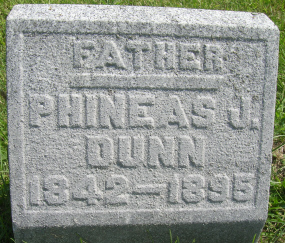 FATHER
PHINEAS J.
DUNN
1842-1895